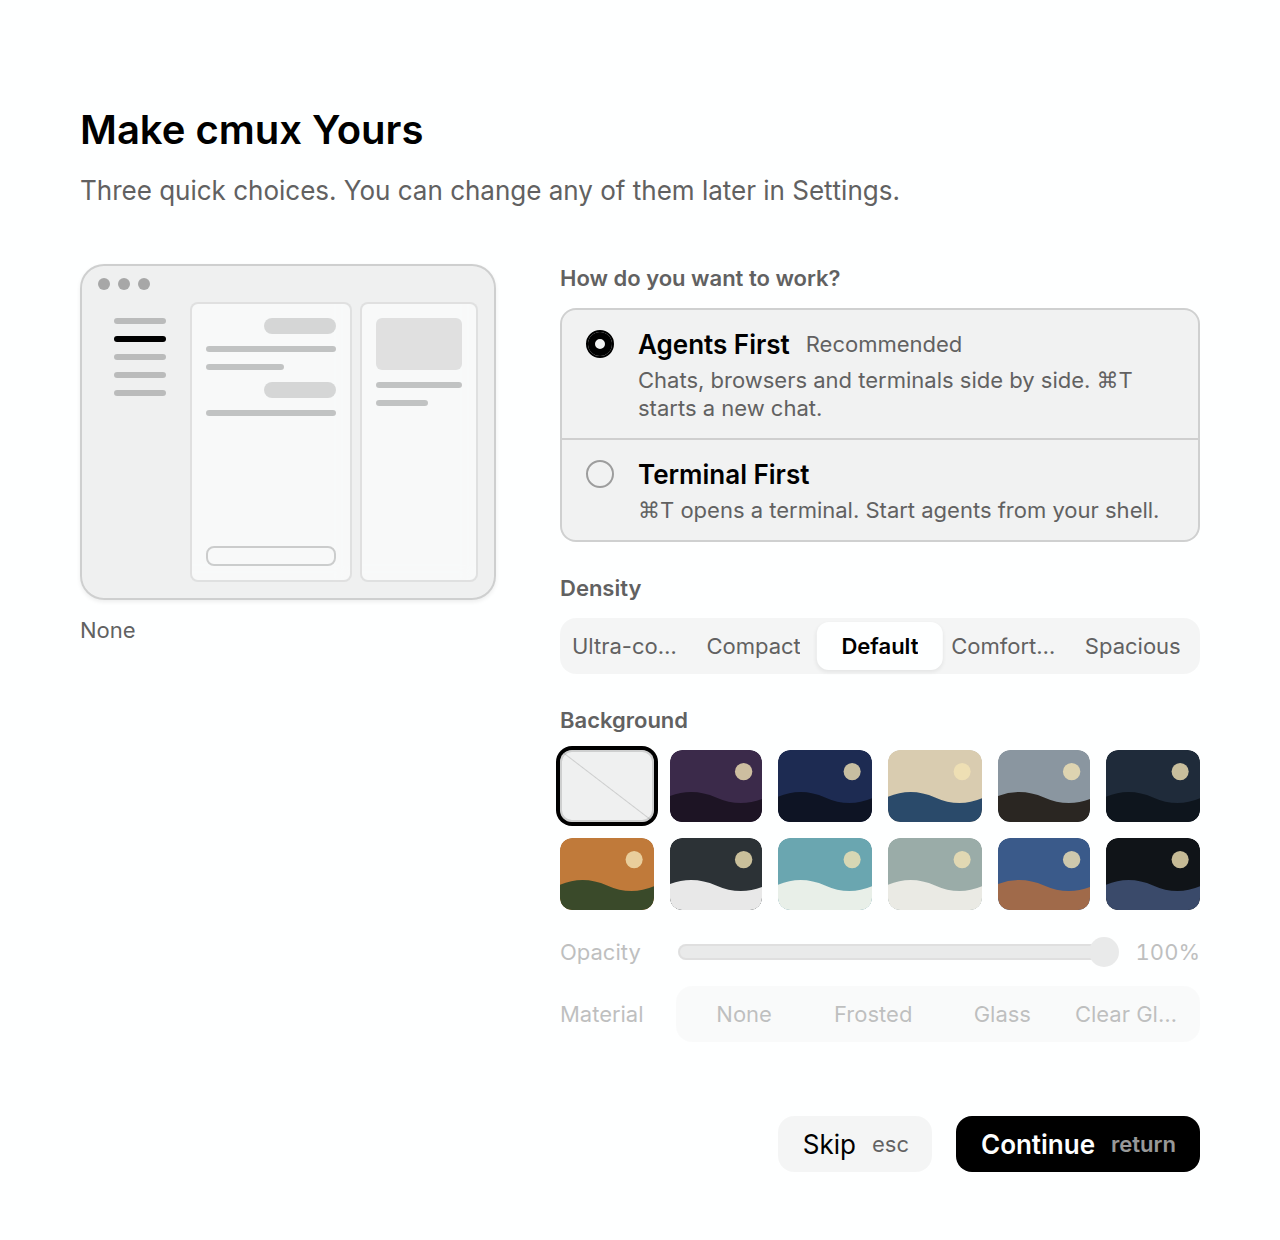 Make cmux Yours
Three quick choices. You can change any of them later in Settings.
None
How do you want to work?
Agents First Recommended
Chats, browsers and terminals side by side. ⌘T
starts a new chat.
Terminal First
⌘T opens a terminal. Start agents from your shell.
Density
Ultra-co... Compact Default Comfort... Spacious
Background
Opacity 100%
Material None Frosted Glass Clear Gl...
Skip esc Continue return